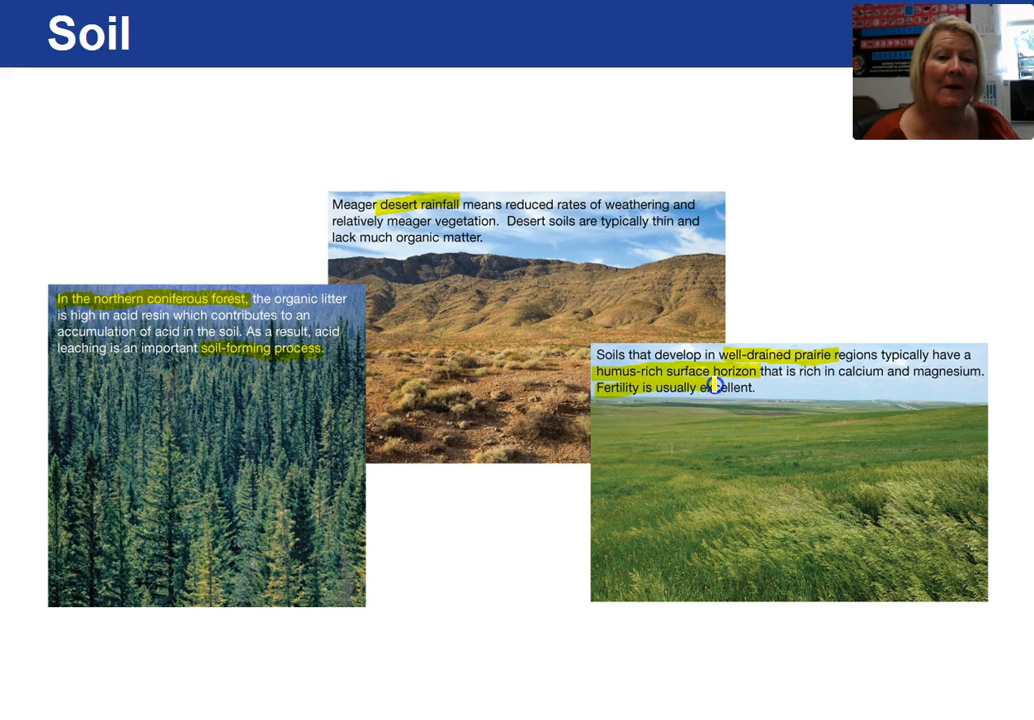 Soil
Meager desert rainfall means reduced rates of weathering and
relatively meager vegetation.  Desert soils are typically thin and
lack much organic matter.
In the northern coniferous forest, the organic litter
is high in acid resin which contributes to an
accumulation of acid in the soil. As a result, acid
leaching is an important soil-forming process.
Soils that develop in well-drained prairie regions typically have a
humus-rich surface horizon that is rich in calcium and magnesium.
Fertility is usually excellent.